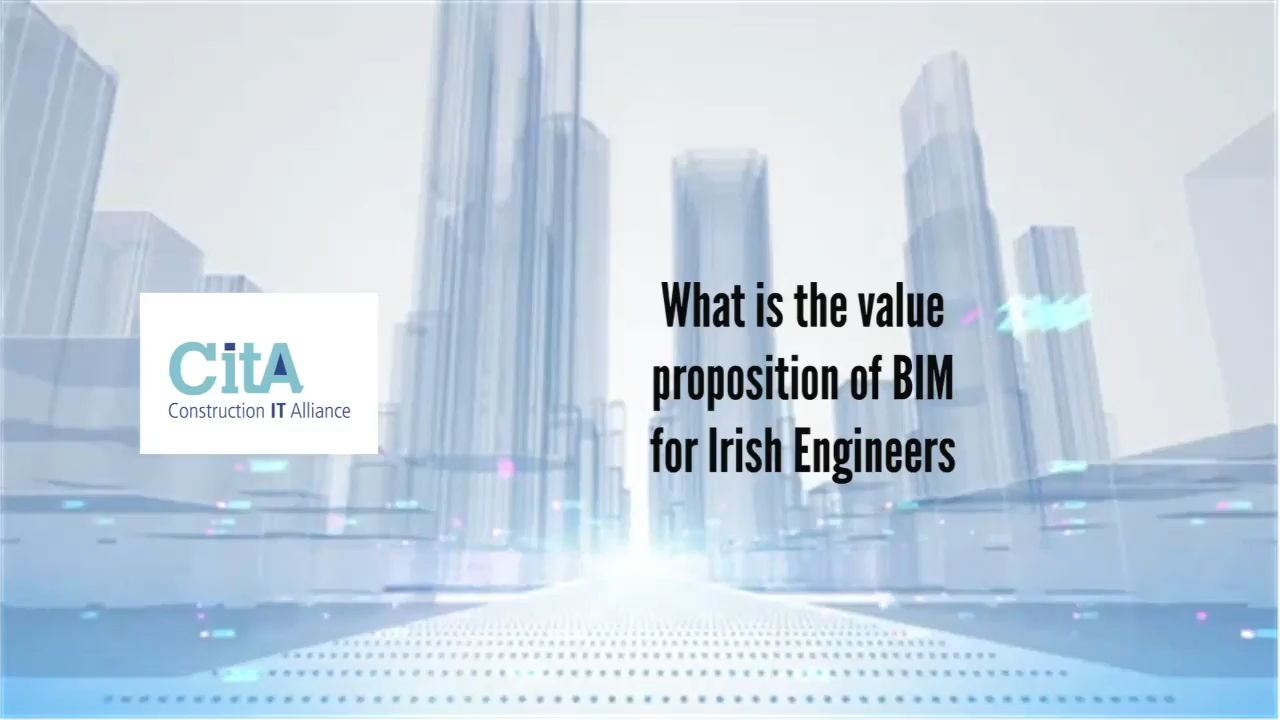 CitA
Construction IT Alliance
What is the value
proposition of BIM
for Irish Engineers